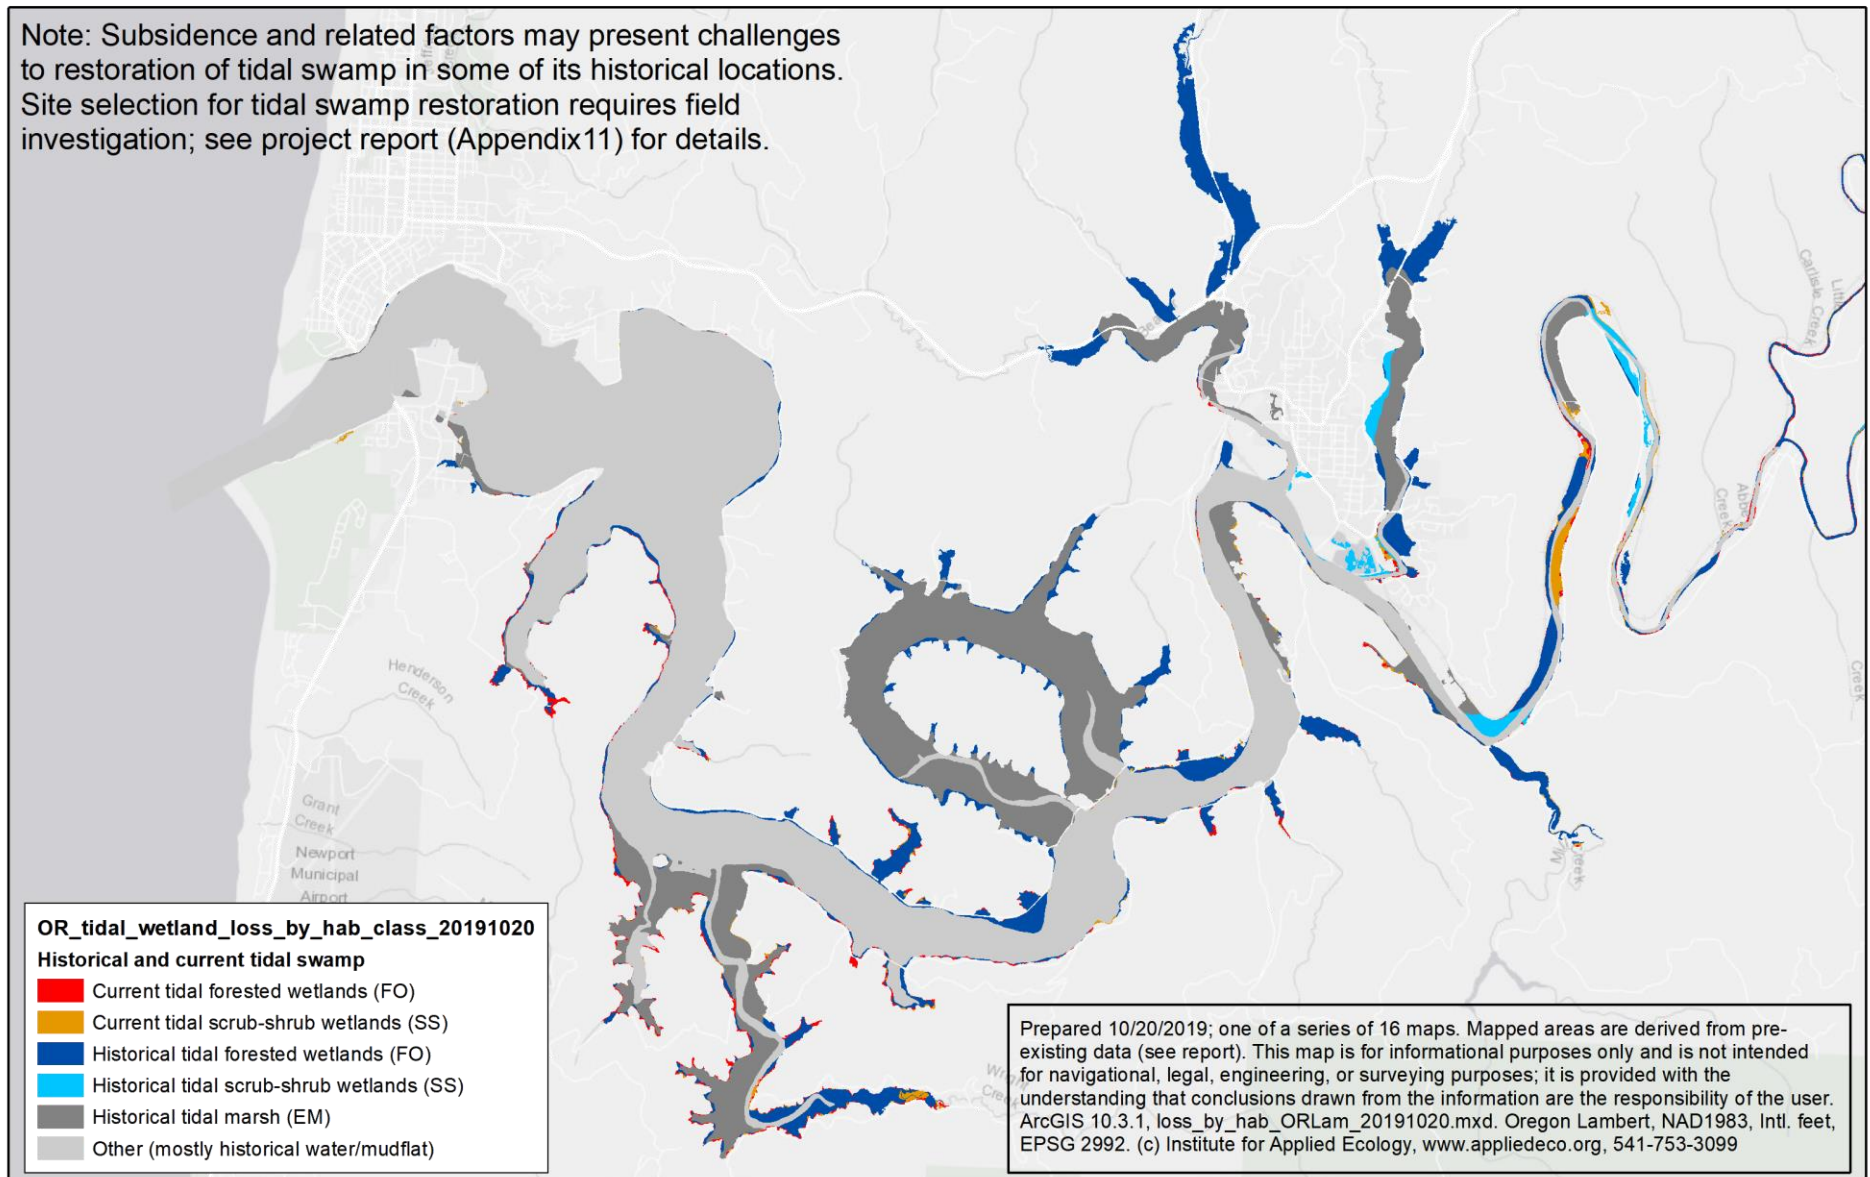 Note: Subsidence and related factors may present challenges
to restoration of tidal swamp in some of its historical locations.
Site selection for tidal swamp restoration requires field
investigation; see project report (Appendix11) for details.
Carlisle Creek
Abbe
Creek
Creek
Henderson
Creek
Grant
Creek
Newport
Municipal
Airport
Creek
OR_tidal_wetland_loss_by_hab_class_20191020
Historical and current tidal swamp
Current tidal forested wetlands (FO)
Current tidal scrub-shrub wetlands (SS)
Historical tidal forested wetlands (FO)
Historical tidal scrub-shrub wetlands (SS)
Historical tidal marsh (EM)
Other (mostly historical water/mudflat)
Prepared 10/20/2019; one of a series of 16 maps. Mapped areas are derived from pre-
existing data (see report). This map is for informational purposes only and is not intended
for navigational, legal, engineering, or surveying purposes; it is provided with the
understanding that conclusions drawn from the information are the responsibility of the user.
ArcGIS 10.3.1, loss_by_hab_ORLam_20191020.mxd. Oregon Lambert, NAD1983, Intl. feet,
EPSG 2992. (c) Institute for Applied Ecology, www.appliedeco.org, 541-753-3099